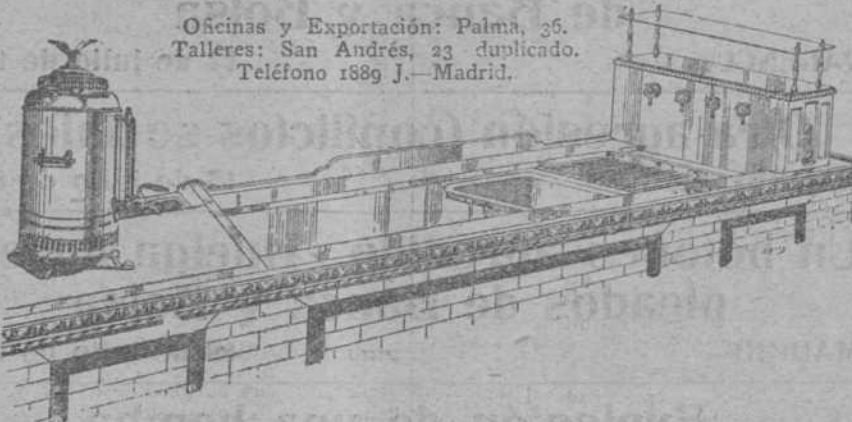 Oficinas y Exportación: Palma, 36.
Talleres: San Andrés, 23 duplicado.
Teléfono 1889 J.—Madrid.